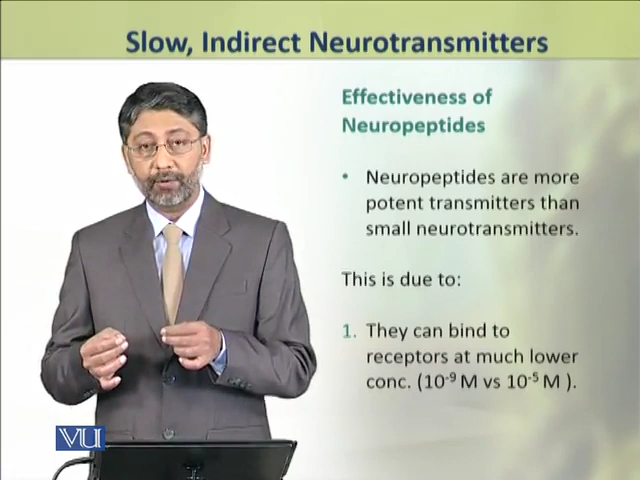 Slow, Indirect Neurotransmitters
Effectiveness of
Neuropeptides
• Neuropeptides are more
potent transmitters than
small neurotransmitters.
This is due to:
1. They can bind to
receptors at much lower
conc. (10⁻⁹ M vs 10⁻⁵ M ).
VU